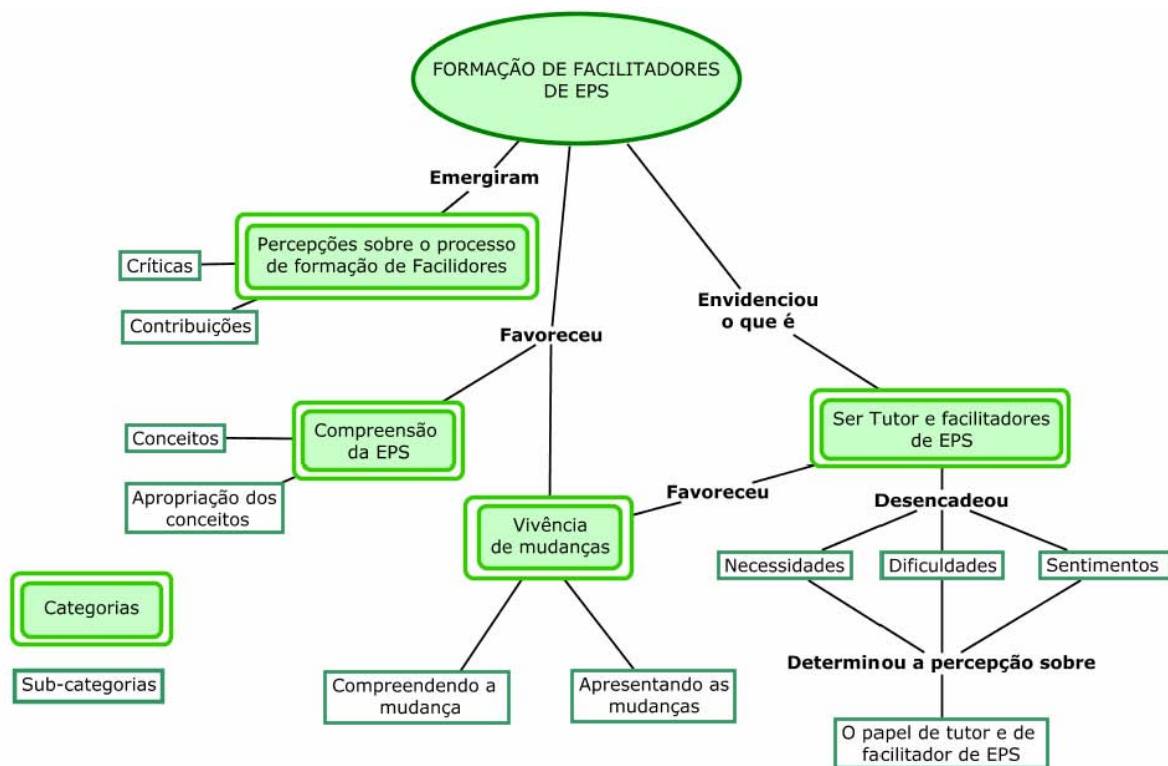 FORMAÇÃO DE FACILITADORES
DE EPS
Emergiram
Percepções sobre o processo
de formação de Facilidores
Críticas
Contribuições
Favoreceu
Envidenciou
o que é
Compreensão
da EPS
Conceitos
Apropriação dos
conceitos
Ser Tutor e facilitadores
de EPS
Favoreceu
Vivência
de mudanças
Desencadeou
Necessidades
Dificuldades
Sentimentos
Categorias
Sub-categorias
Compreendendo a
mudança
Apresentando as
mudanças
Determinou a percepção sobre
O papel de tutor e de
facilitador de EPS